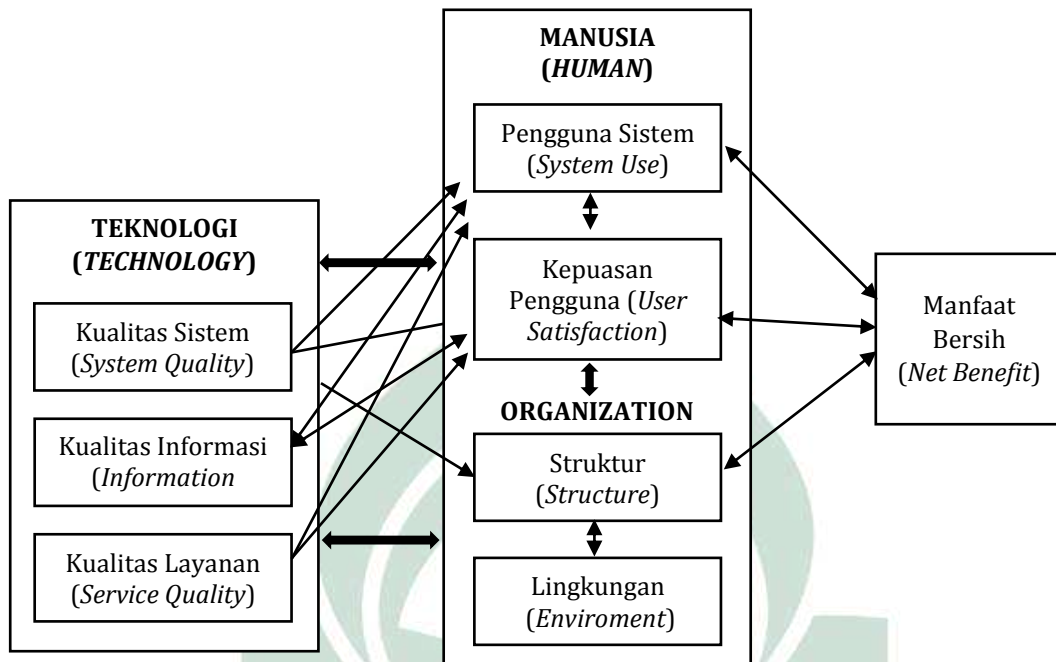 MANUSIA
(HUMAN)
Pengguna Sistem
(System Use)
TEKNOLOGI
(TECHNOLOGY)
Kepuasan
Pengguna (User
Satisfaction)
Manfaat
Bersih
(Net Benefit)
Kualitas Sistem
(System Quality)
ORGANIZATION
Kualitas Informasi
(Information
Struktur
(Structure)
Kualitas Layanan
(Service Quality)
Lingkungan
(Enviroment)